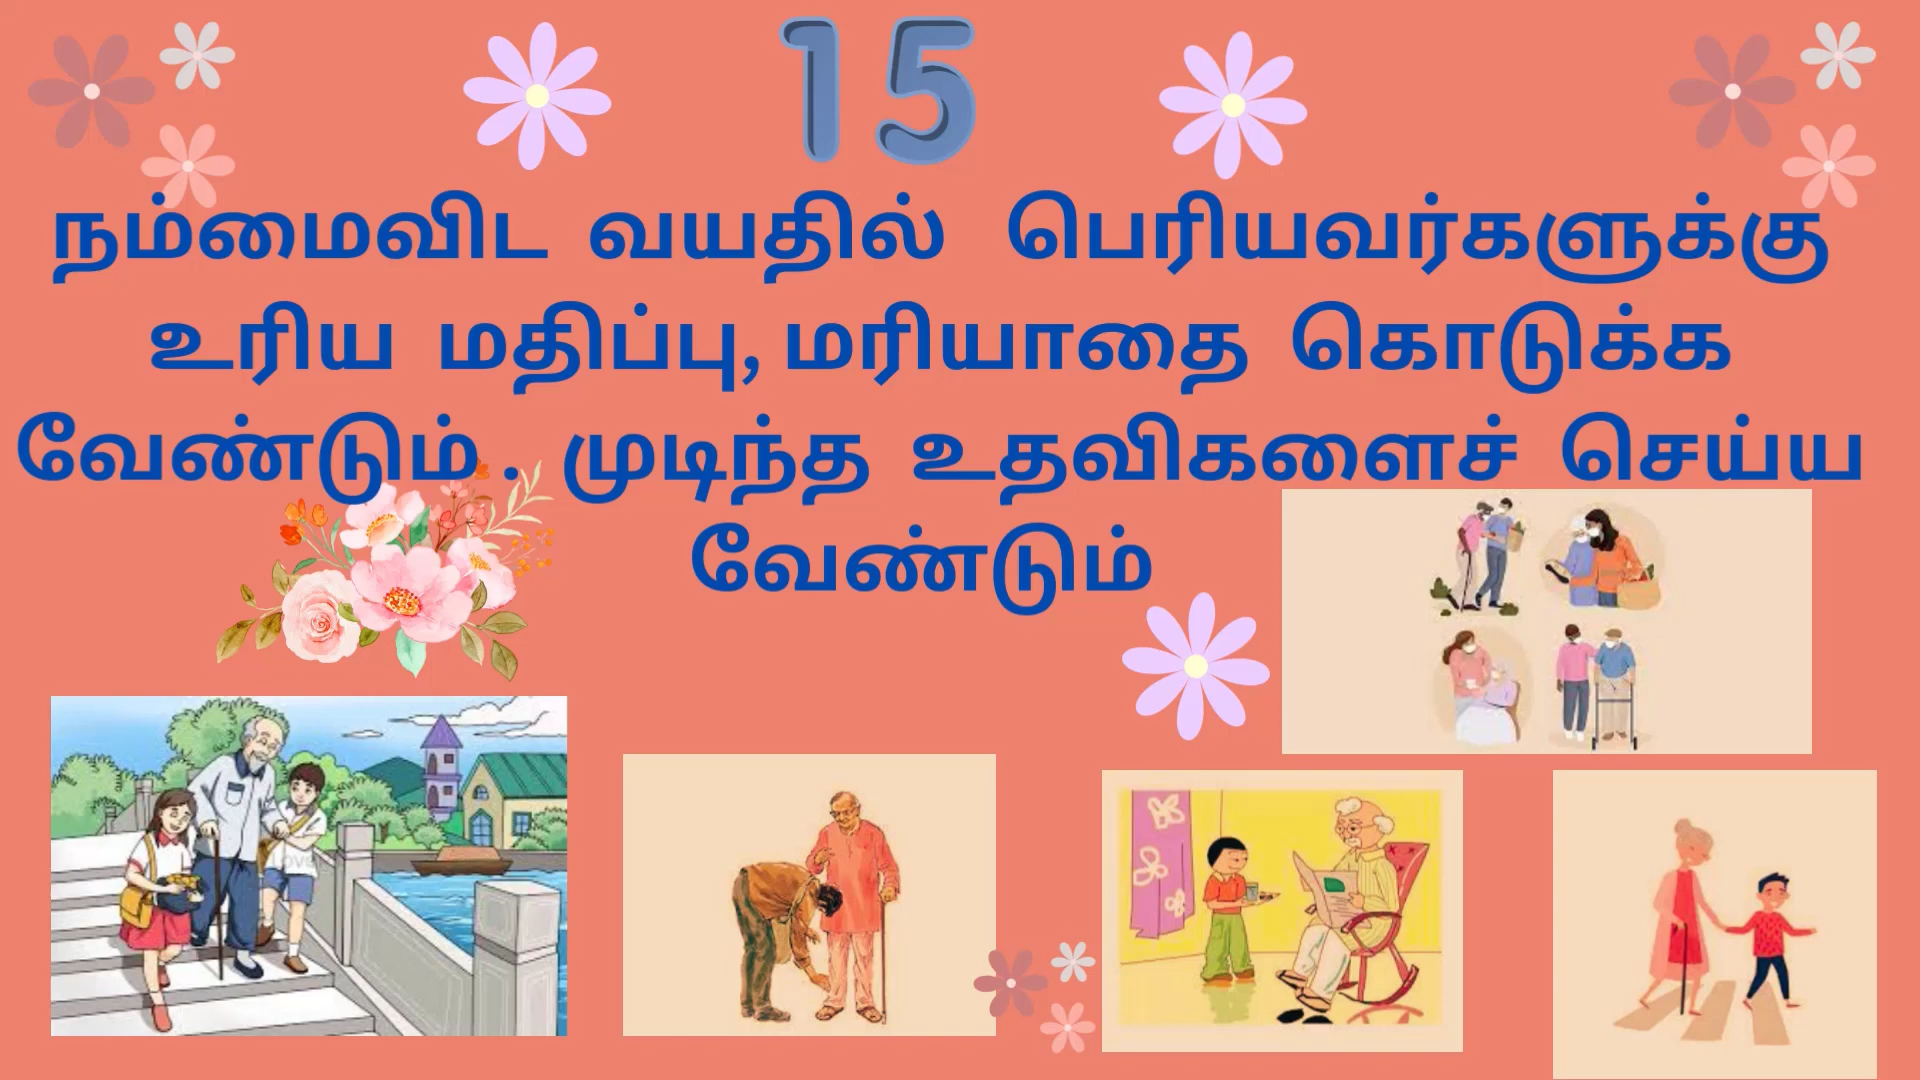 15
நம்மைவிட வயதில் பெரியவர்களுக்கு
உரிய மதிப்பு, மரியாதை கொடுக்க
வேண்டும் . முடிந்த உதவிகளைச் செய்ய
வேண்டும்